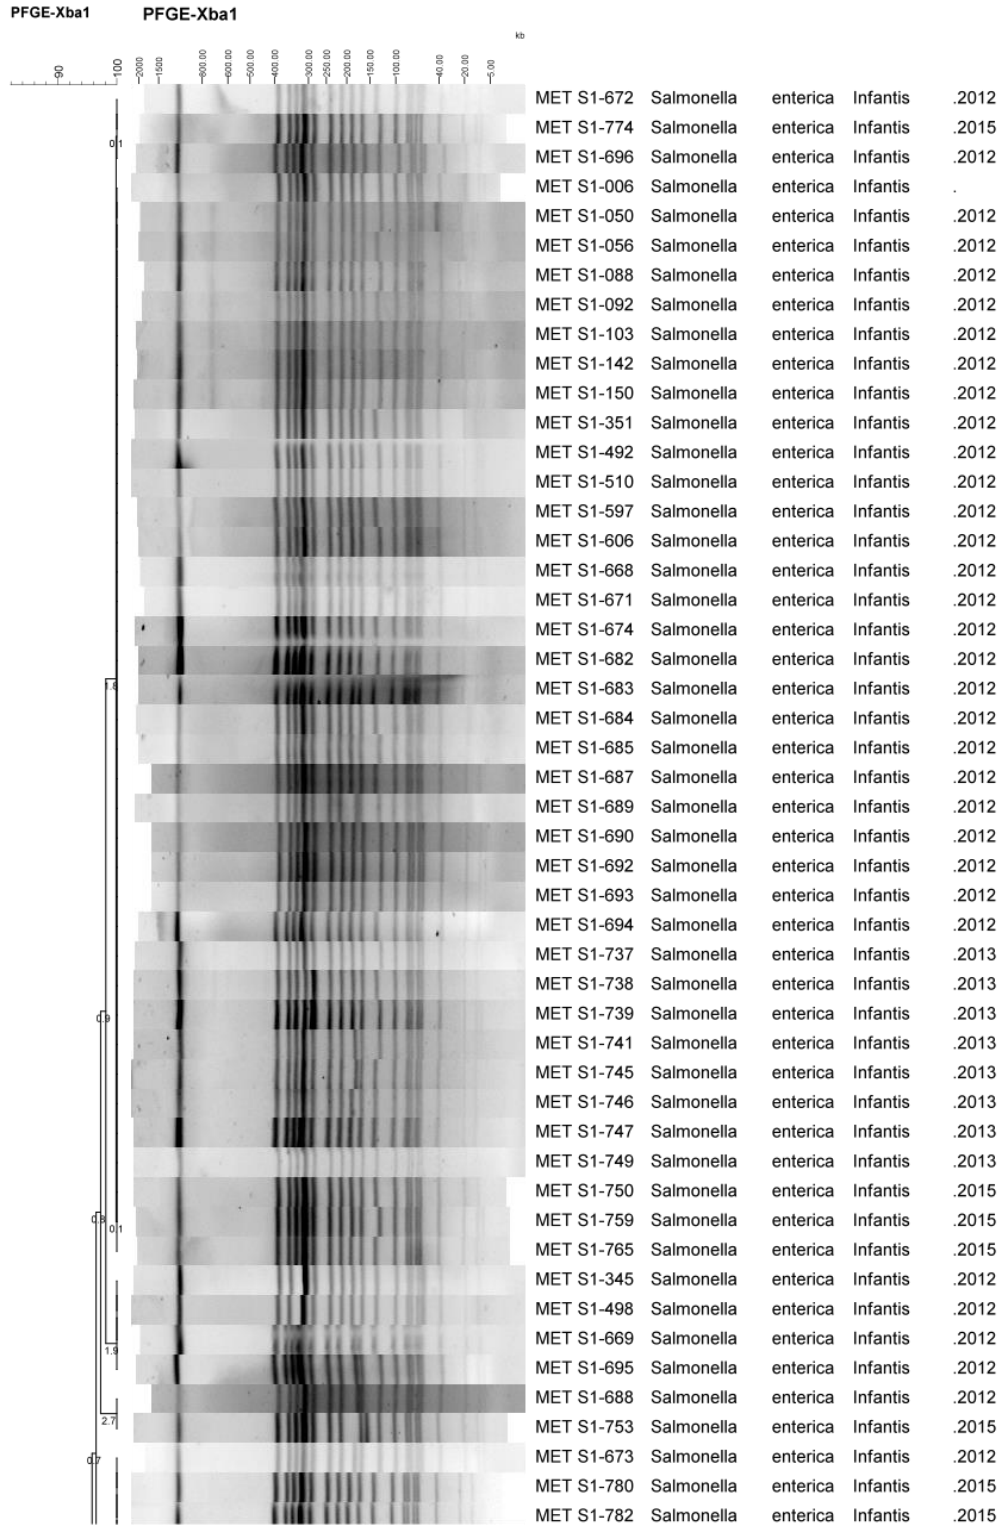 PFGE-Xba1 PFGE-Xba1
kb
90 100 2000 1500 800.00 600.00 500.00 400.00 300.00 250.00 200.00 150.00 100.00 40.00 20.00 5.00
MET S1-672 Salmonella enterica Infantis .2012
MET S1-774 Salmonella enterica Infantis .2015
0.1
MET S1-696 Salmonella enterica Infantis .2012
MET S1-006 Salmonella enterica Infantis .
MET S1-050 Salmonella enterica Infantis .2012
MET S1-056 Salmonella enterica Infantis .2012
MET S1-088 Salmonella enterica Infantis .2012
MET S1-092 Salmonella enterica Infantis .2012
MET S1-103 Salmonella enterica Infantis .2012
MET S1-142 Salmonella enterica Infantis .2012
MET S1-150 Salmonella enterica Infantis .2012
MET S1-351 Salmonella enterica Infantis .2012
MET S1-492 Salmonella enterica Infantis .2012
MET S1-510 Salmonella enterica Infantis .2012
MET S1-597 Salmonella enterica Infantis .2012
MET S1-606 Salmonella enterica Infantis .2012
MET S1-668 Salmonella enterica Infantis .2012
MET S1-671 Salmonella enterica Infantis .2012
MET S1-674 Salmonella enterica Infantis .2012
MET S1-682 Salmonella enterica Infantis .2012
1.8
MET S1-683 Salmonella enterica Infantis .2012
MET S1-684 Salmonella enterica Infantis .2012
MET S1-685 Salmonella enterica Infantis .2012
MET S1-687 Salmonella enterica Infantis .2012
MET S1-689 Salmonella enterica Infantis .2012
MET S1-690 Salmonella enterica Infantis .2012
MET S1-692 Salmonella enterica Infantis .2012
MET S1-693 Salmonella enterica Infantis .2012
MET S1-694 Salmonella enterica Infantis .2012
MET S1-737 Salmonella enterica Infantis .2013
MET S1-738 Salmonella enterica Infantis .2013
MET S1-739 Salmonella enterica Infantis .2013
0.9
MET S1-741 Salmonella enterica Infantis .2013
MET S1-745 Salmonella enterica Infantis .2013
MET S1-746 Salmonella enterica Infantis .2013
MET S1-747 Salmonella enterica Infantis .2013
MET S1-749 Salmonella enterica Infantis .2013
MET S1-750 Salmonella enterica Infantis .2015
0.8
MET S1-759 Salmonella enterica Infantis .2015
0.1
MET S1-765 Salmonella enterica Infantis .2015
MET S1-345 Salmonella enterica Infantis .2012
MET S1-498 Salmonella enterica Infantis .2012
MET S1-669 Salmonella enterica Infantis .2012
1.9
MET S1-695 Salmonella enterica Infantis .2012
MET S1-688 Salmonella enterica Infantis .2012
2.7
MET S1-753 Salmonella enterica Infantis .2015
MET S1-673 Salmonella enterica Infantis .2012
0.7
MET S1-780 Salmonella enterica Infantis .2015
MET S1-782 Salmonella enterica Infantis .2015